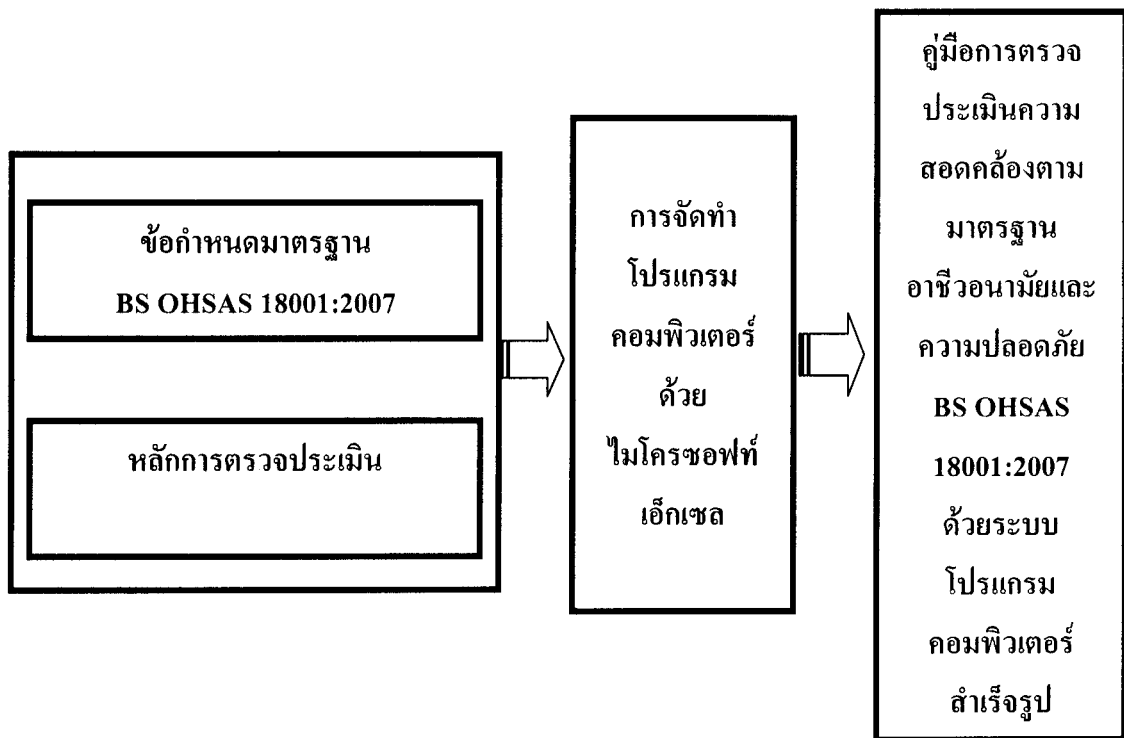 ข้อกำหนดมาตรฐาน
BS OHSAS 18001:2007
หลักการตรวจประเมิน
การจัดทำ
โปรแกรม
คอมพิวเตอร์
ด้วย
ไมโครซอฟท์
เอ็กเซล
คู่มือการตรวจ
ประเมินความ
สอดคล้องตาม
มาตรฐาน
อาชีวอนามัยและ
ความปลอดภัย
BS OHSAS
18001:2007
ด้วยระบบ
โปรแกรม
คอมพิวเตอร์
สำเร็จรูป